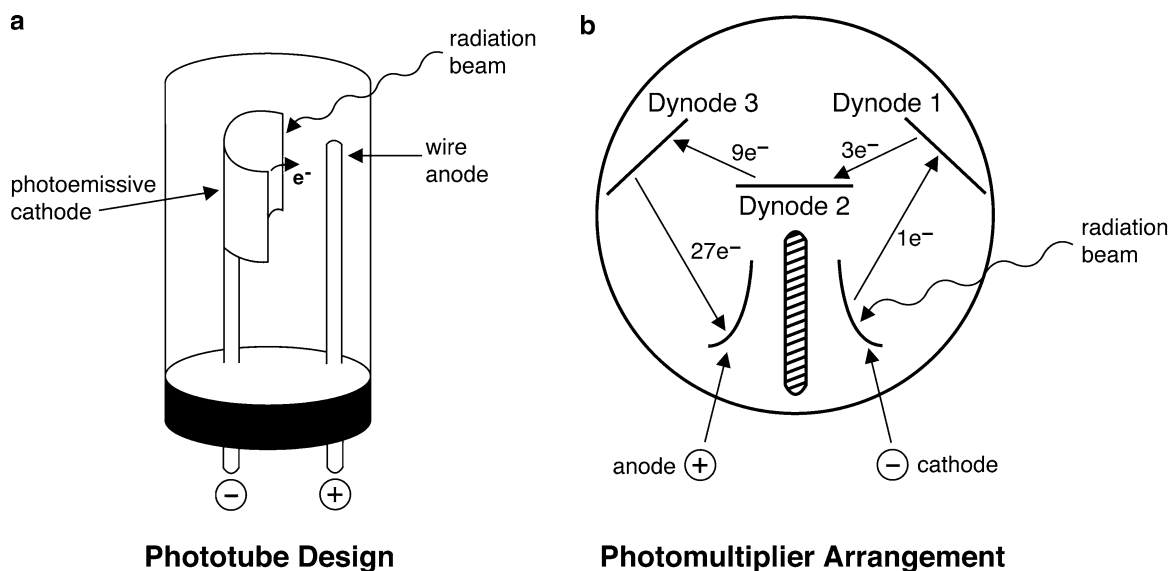 a
radiation
beam
photoemissive
cathode
e-
wire
anode
−
+
Phototube Design
b
Dynode 3
Dynode 1
9e−
3e−
Dynode 2
27e−
1e−
radiation
beam
anode +
− cathode
Photomultiplier Arrangement